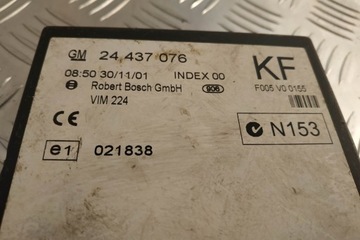 GM 24 437 076 KF
08:50 30/11/01 INDEX 00
Robert Bosch GmbH 906 F005 V0 0155
VIM 224
CE N153
e1 021838